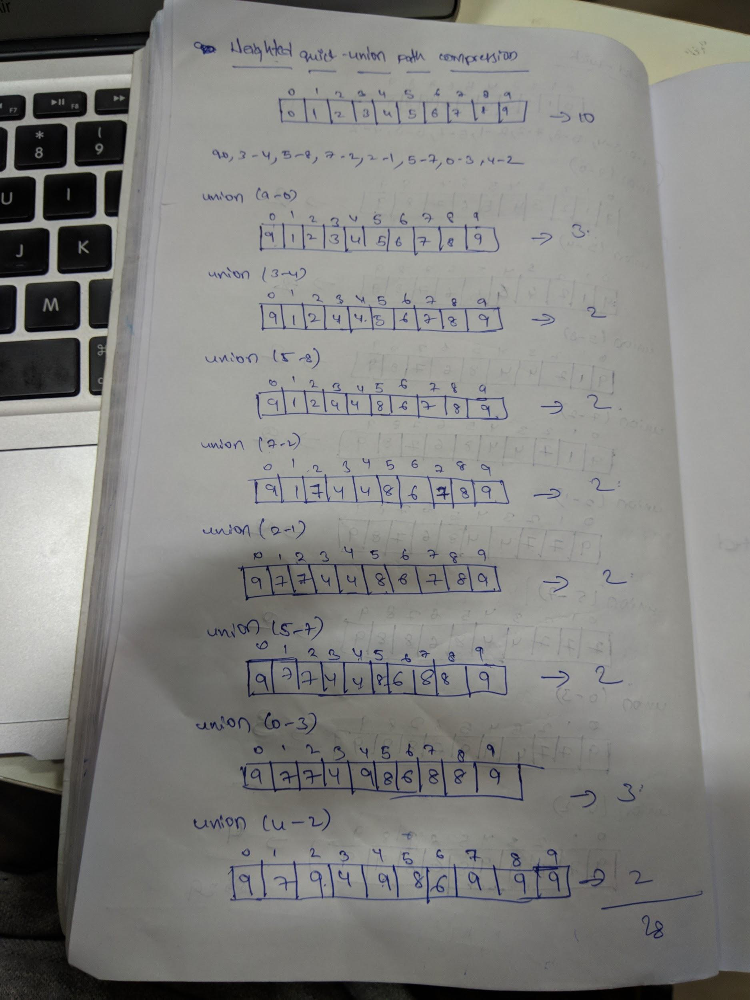 Weighted quick-union path compression
0 1 2 3 4 5 6 7 8 9
0 1 2 3 4 5 6 7 8 9 → 10
90, 3-4, 5-8, 7-2, 2-1, 5-7, 0-3, 4-2
union (9-0)
0 1 2 3 4 5 6 7 8 9
9 1 2 3 4 5 6 7 8 9 → 3.
union (3-4)
0 1 2 3 4 5 6 7 8 9
9 1 2 4 4 5 6 7 8 9 → 2
union (5-8)
0 1 2 3 4 5 6 7 8 9
9 1 2 4 4 8 6 7 8 9 → 2.
union (7-2)
0 1 2 3 4 5 6 7 8 9
9 1 7 4 4 8 6 7 8 9 → 2
union (2-1)
0 1 2 3 4 5 6 7 8 9
9 7 7 4 4 8 6 7 8 9 → 2
union (5-7)
0 1 2 3 4 5 6 7 8 9
9 7 7 4 4 8 6 8 8 9 → 2
union (0-3)
0 1 2 3 4 5 6 7 8 9
9 7 7 4 9 8 6 8 8 9
→ 3
union (4-2)
0 1 2 3 4 5 6 7 8 9
9 7 9 4 9 8 6 9 9 9 → 2
28
F7
F8
*
8
(
9
U
I
J
K
M
⌘